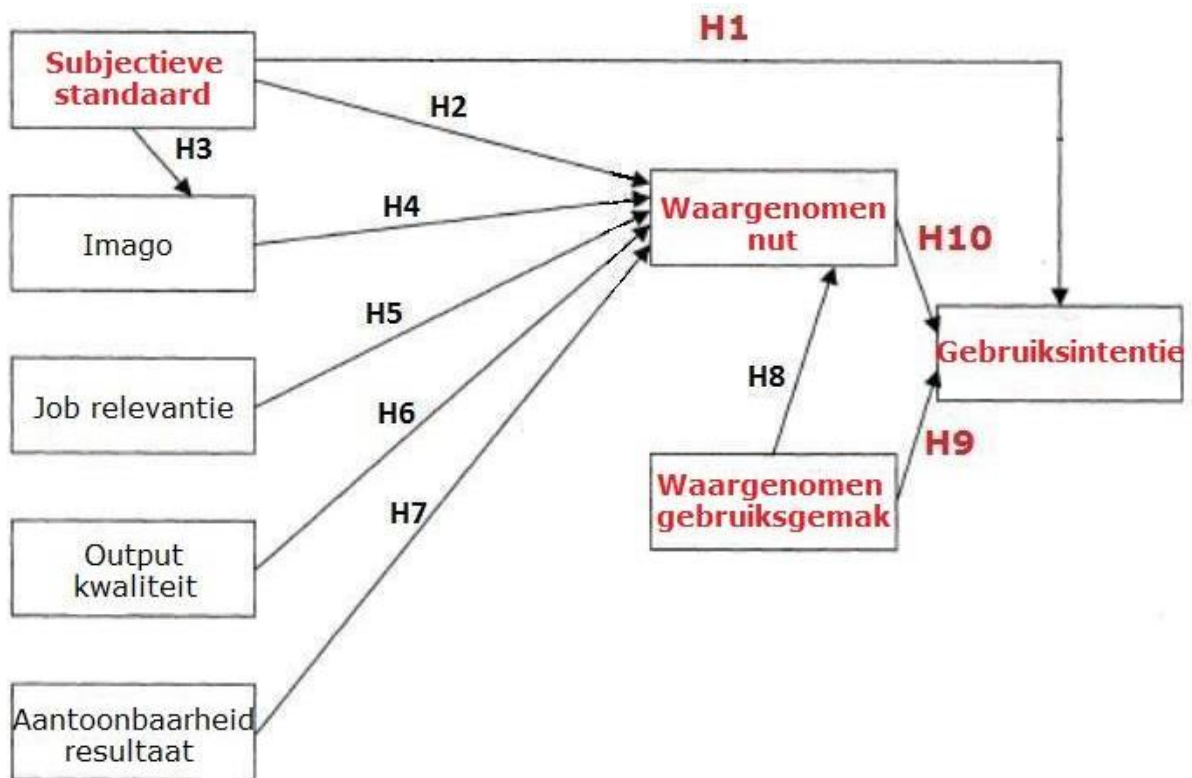 H1
Subjectieve
standaard
H2
H3
H4
Waargenomen
nut
Imago
H10
H5
Gebruiksintentie
H8
Job relevantie
H6
H9
Waargenomen
gebruiksgemak
H7
Output
kwaliteit
Aantoonbaarheid
resultaat